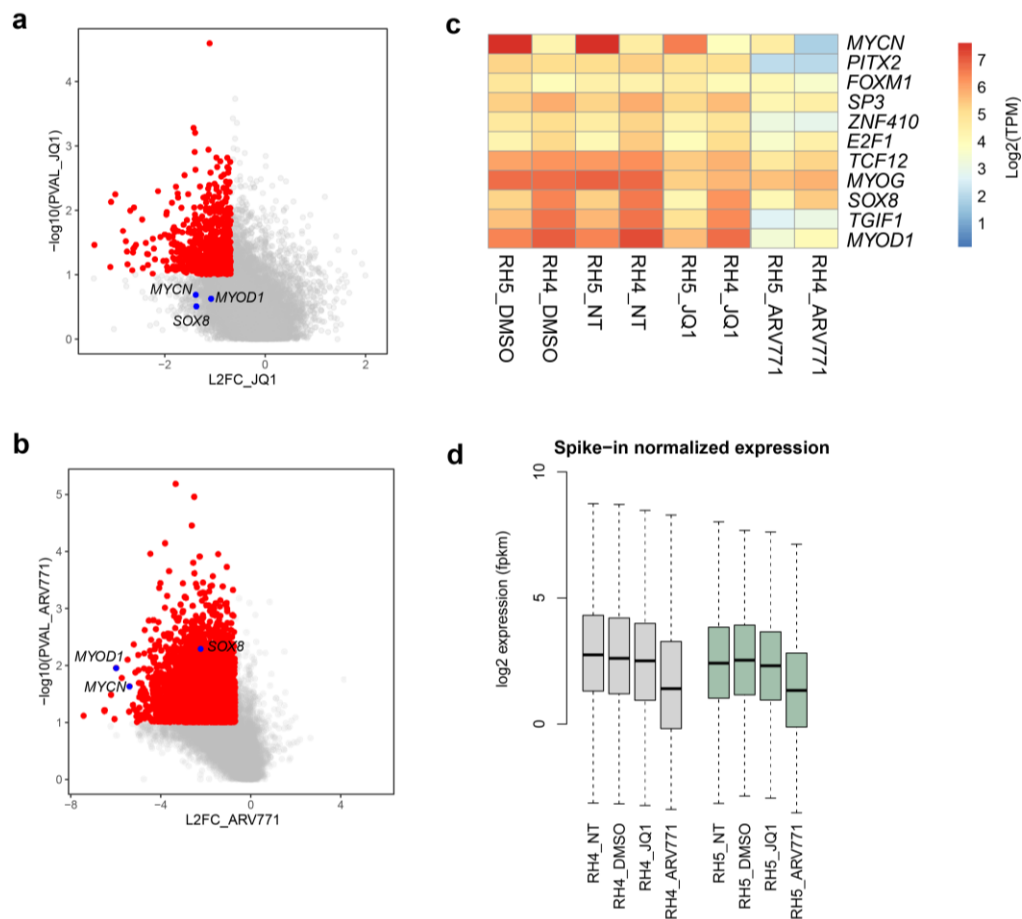 a
−log10(PVAL_JQ1)
4
3
2
1
0
MYCN
MYOD1
SOX8
−2
0
2
L2FC_JQ1
b
−log10(PVAL_ARV771)
5
4
3
2
1
0
MYOD1
SOX8
MYCN
−8
−4
0
4
L2FC_ARV771
c
MYCN
PITX2
FOXM1
SP3
ZNF410
E2F1
TCF12
MYOG
SOX8
TGIF1
MYOD1
RH5_DMSO
RH4_DMSO
RH5_NT
RH4_NT
RH5_JQ1
RH4_JQ1
RH5_ARV771
RH4_ARV771
7
6
5
4
3
2
1
Log2(TPM)
d
Spike−in normalized expression
log2 expression (fpkm)
10
5
0
RH4_NT
RH4_DMSO
RH4_JQ1
RH4_ARV771
RH5_NT
RH5_DMSO
RH5_JQ1
RH5_ARV771